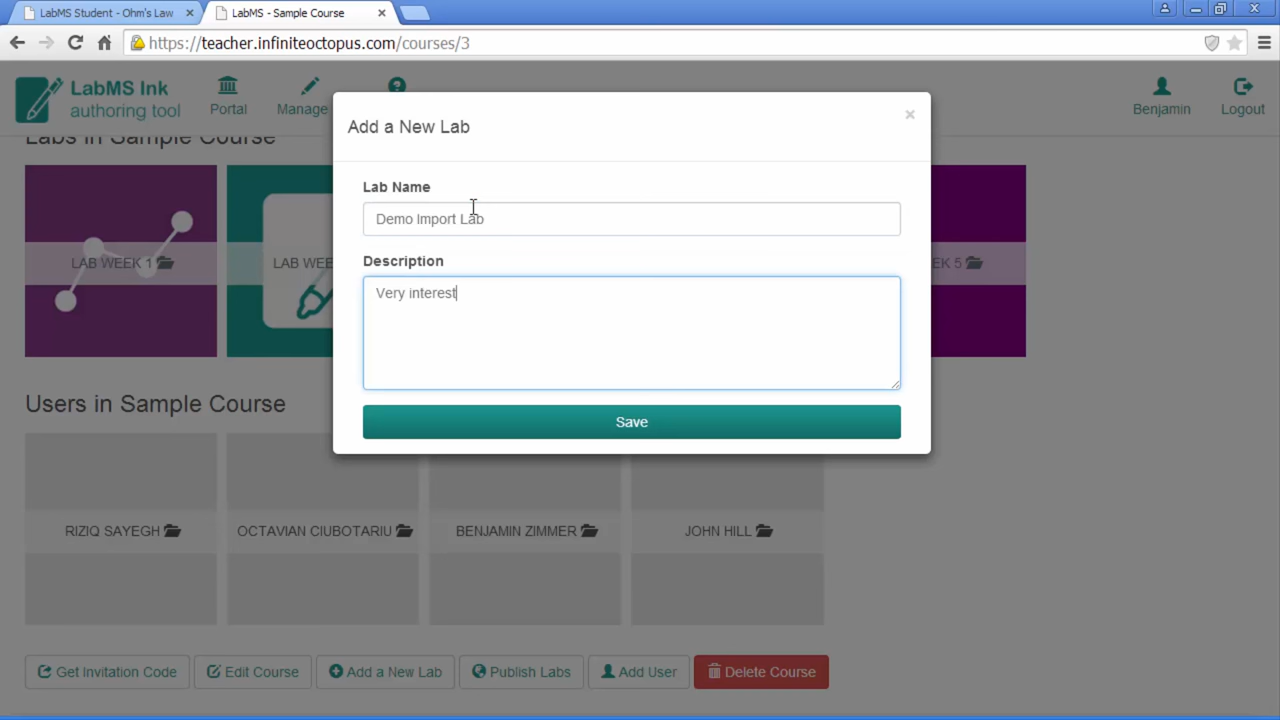 LabMS Student - Ohm's Law
LabMS - Sample Course
https://teacher.infiniteoctopus.com/courses/3
LabMS Ink
authoring tool
Portal
Manage
Benjamin
Logout
Labs in Sample Course
Add a New Lab
×
Lab Name
Demo Import Lab
Description
Very interest
Save
LAB WEEK 1
LAB WEE
EK 5
Users in Sample Course
RIZIQ SAYEGH
OCTAVIAN CIUBOTARIU
BENJAMIN ZIMMER
JOHN HILL
Get Invitation Code
Edit Course
Add a New Lab
Publish Labs
Add User
Delete Course